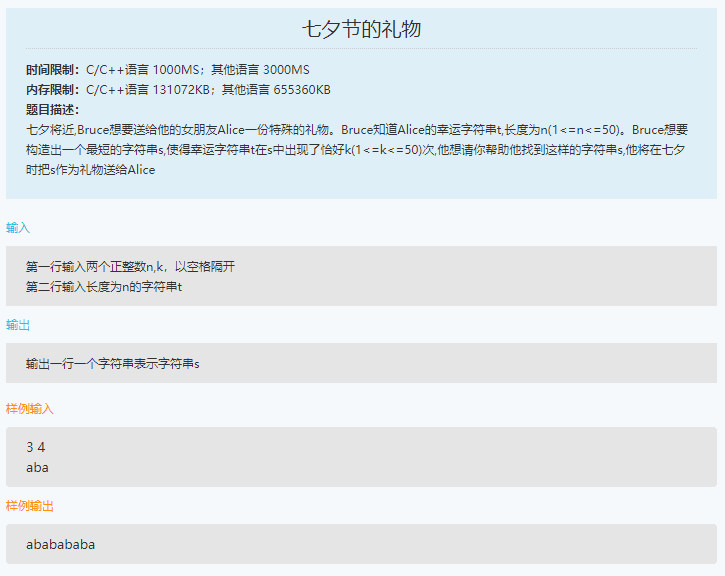 七夕节的礼物
时间限制：C/C++语言 1000MS；其他语言 3000MS
内存限制：C/C++语言 131072KB；其他语言 655360KB
题目描述：
七夕将近,Bruce想要送给他的女朋友Alice一份特殊的礼物。Bruce知道Alice的幸运字符串t,长度为n(1<=n<=50)。Bruce想要
构造出一个最短的字符串s,使得幸运字符串t在s中出现了恰好k(1<=k<=50)次,他想请你帮助他找到这样的字符串s,他将在七夕
时把s作为礼物送给Alice
输入
第一行输入两个正整数n,k，以空格隔开
第二行输入长度为n的字符串t
输出
输出一行一个字符串表示字符串s
样例输入
3 4
aba
样例输出
ababababa